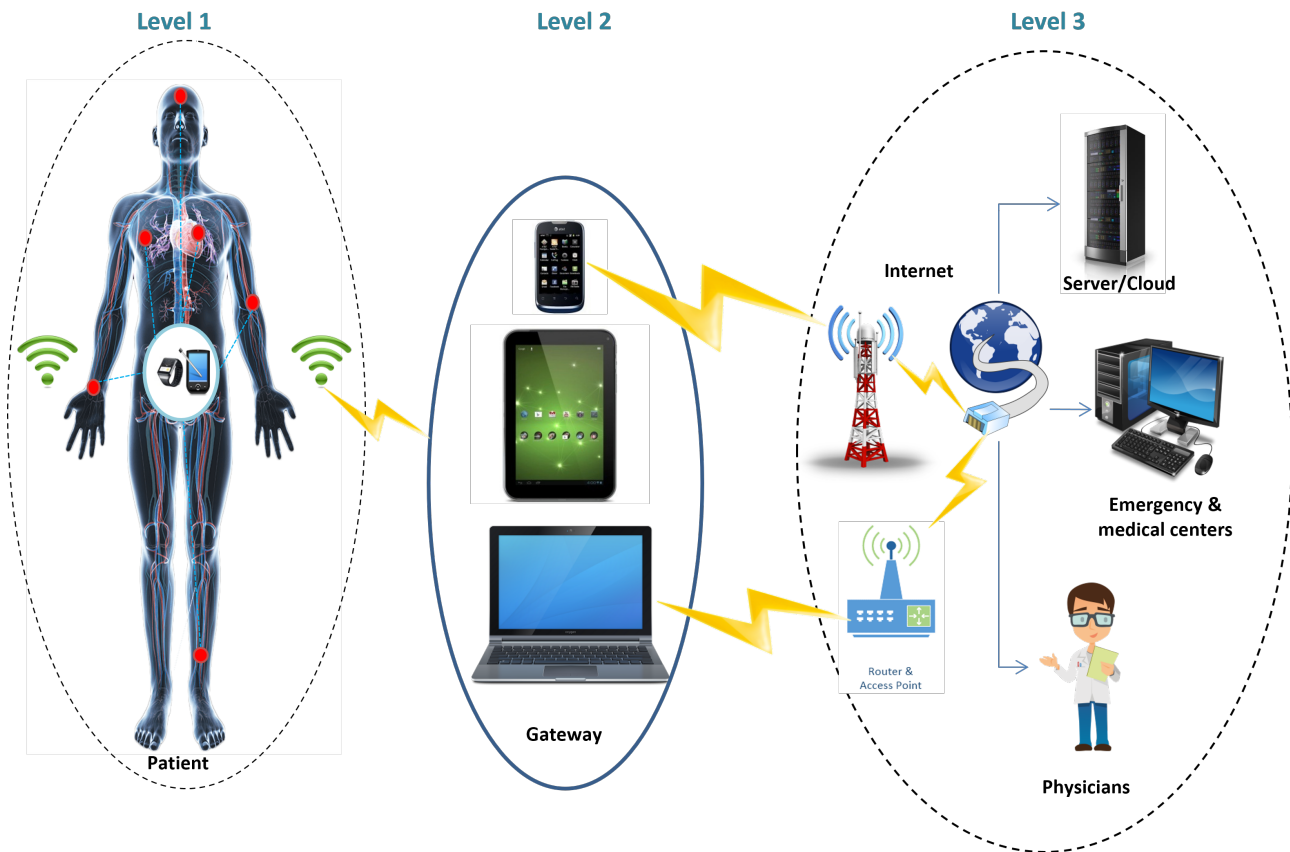 Level 1
Level 2
Level 3
Internet
Server/Cloud
Emergency &
medical centers
Router &
Access Point
Gateway
Patient
Physicians